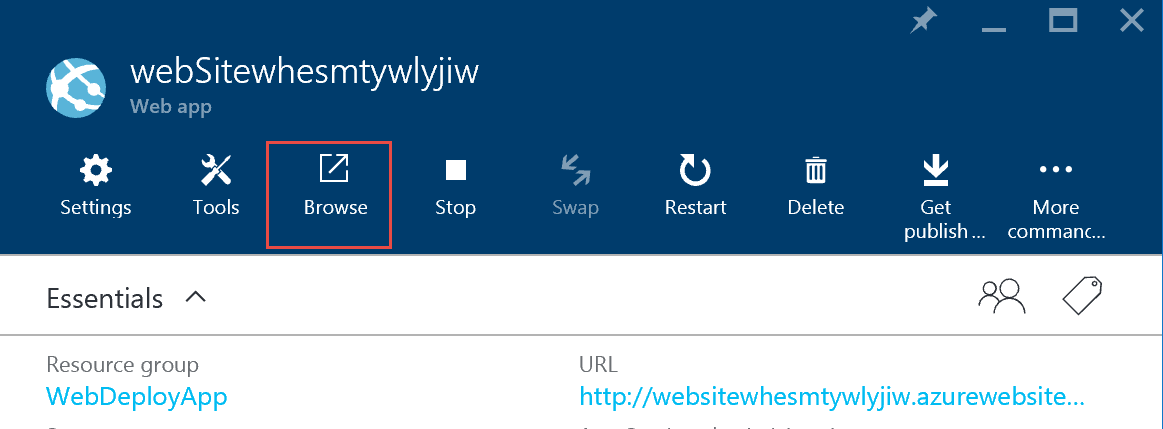 webSitewhesmtywlyjiw
Web app
Settings
Tools
Browse
Stop
Swap
Restart
Delete
Get
publish ...
More
commanc...
Essentials
Resource group
URL
WebDeployApp
http://websitewhesmtywlyjiw.azurewebsite...